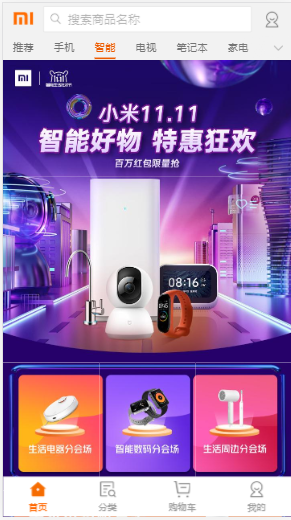 搜索商品名称
推荐 手机 智能 电视 笔记本 家电
小米11.11
智能好物 特惠狂欢
百万红包限量抢
生活电器分会场 智能数码分会场 生活周边分会场
首页 分类 购物车 我的